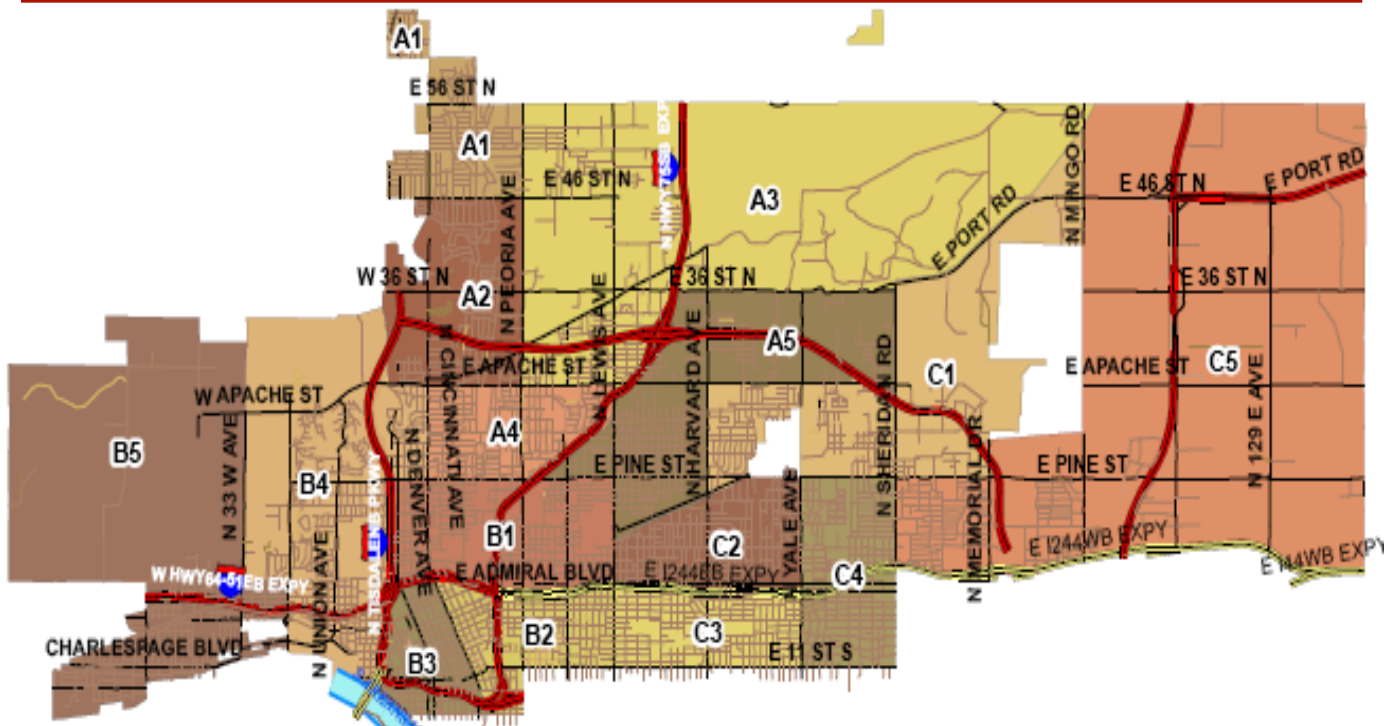 A1
E 56 ST N
A1
E 46 ST N
N HWY75SB EXPY
N PEORIA AVE
A3
N MINGO RD
E 46 ST N
E PORT RD
E PORT RD
W 36 ST N
A2
E 36 ST N
E 36 ST N
N LEWIS AVE
N HARVARD AVE
A5
N SHERIDAN RD
E APACHE ST
C1
E APACHE ST
C5
W APACHE ST
N CINCINNATI AVE
N DENVER AVE
A4
N 33 W AVE
B5
B4
E PINE ST
E PINE ST
N 129 E AVE
N MEMORIAL DR
N YALE AVE
B1
C2
E I244WB EXPY
E I44WB EXPY
W HWY64-51EB EXPY
N UNION AVE
N TISDALENB PKWY
E ADMIRAL BLVD
E I244EB EXPY
C4
CHARLESPAGE BLVD
B3
B2
C3
E 11 ST S